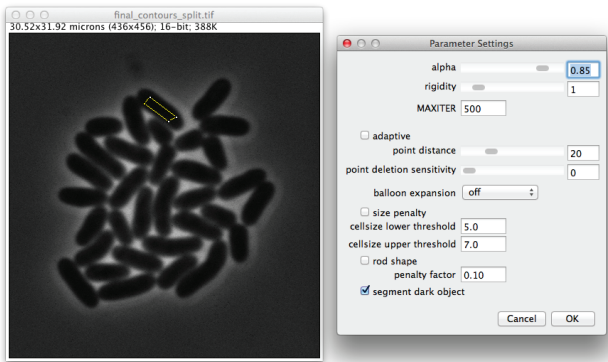 final_contours_split.tif
30.52x31.92 microns (436x456); 16-bit; 388K
Parameter Settings
alpha 0.85
rigidity 1
MAXITER 500
adaptive
point distance 20
point deletion sensitivity 0
balloon expansion off
size penalty
cellsize lower threshold 5.0
cellsize upper threshold 7.0
rod shape
penalty factor 0.10
segment dark object
Cancel OK